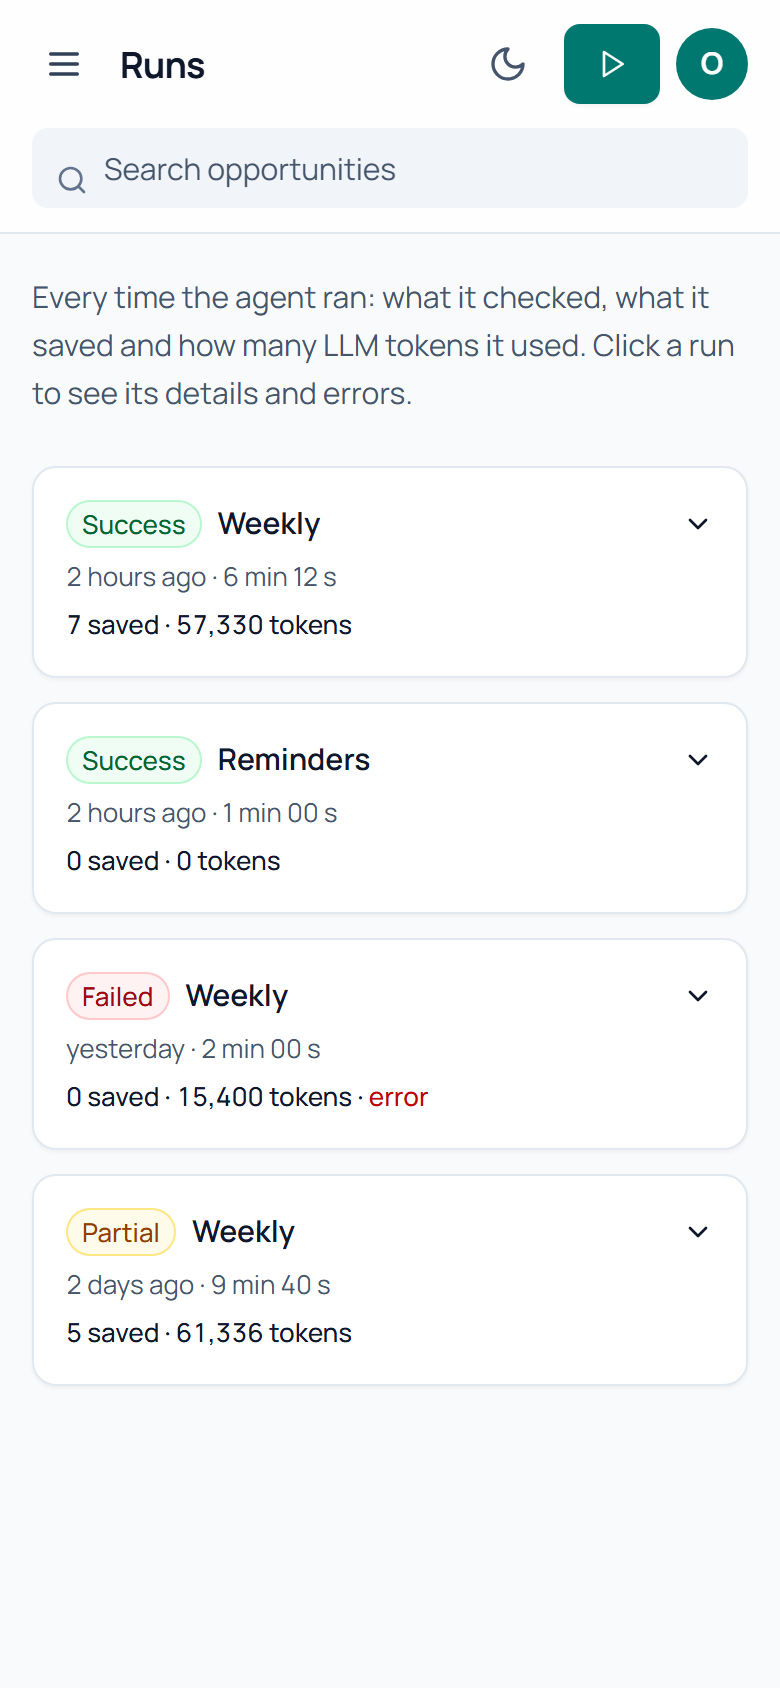 Runs
O
Search opportunities
Every time the agent ran: what it checked, what it
saved and how many LLM tokens it used. Click a run
to see its details and errors.
Success Weekly
2 hours ago · 6 min 12 s
7 saved · 57,330 tokens
Success Reminders
2 hours ago · 1 min 00 s
0 saved · 0 tokens
Failed Weekly
yesterday · 2 min 00 s
0 saved · 15,400 tokens · error
Partial Weekly
2 days ago · 9 min 40 s
5 saved · 61,336 tokens